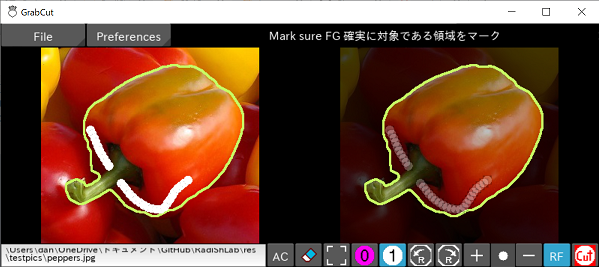 GrabCut
File
Preferences
Mark sure FG 確実に対象である領域をマーク
\Users\dan\OneDrive\ドキュメント\GitHub\RadishLab\res
\testpics\peppers.jpg
AC
0
1
R
R
RF
Cut